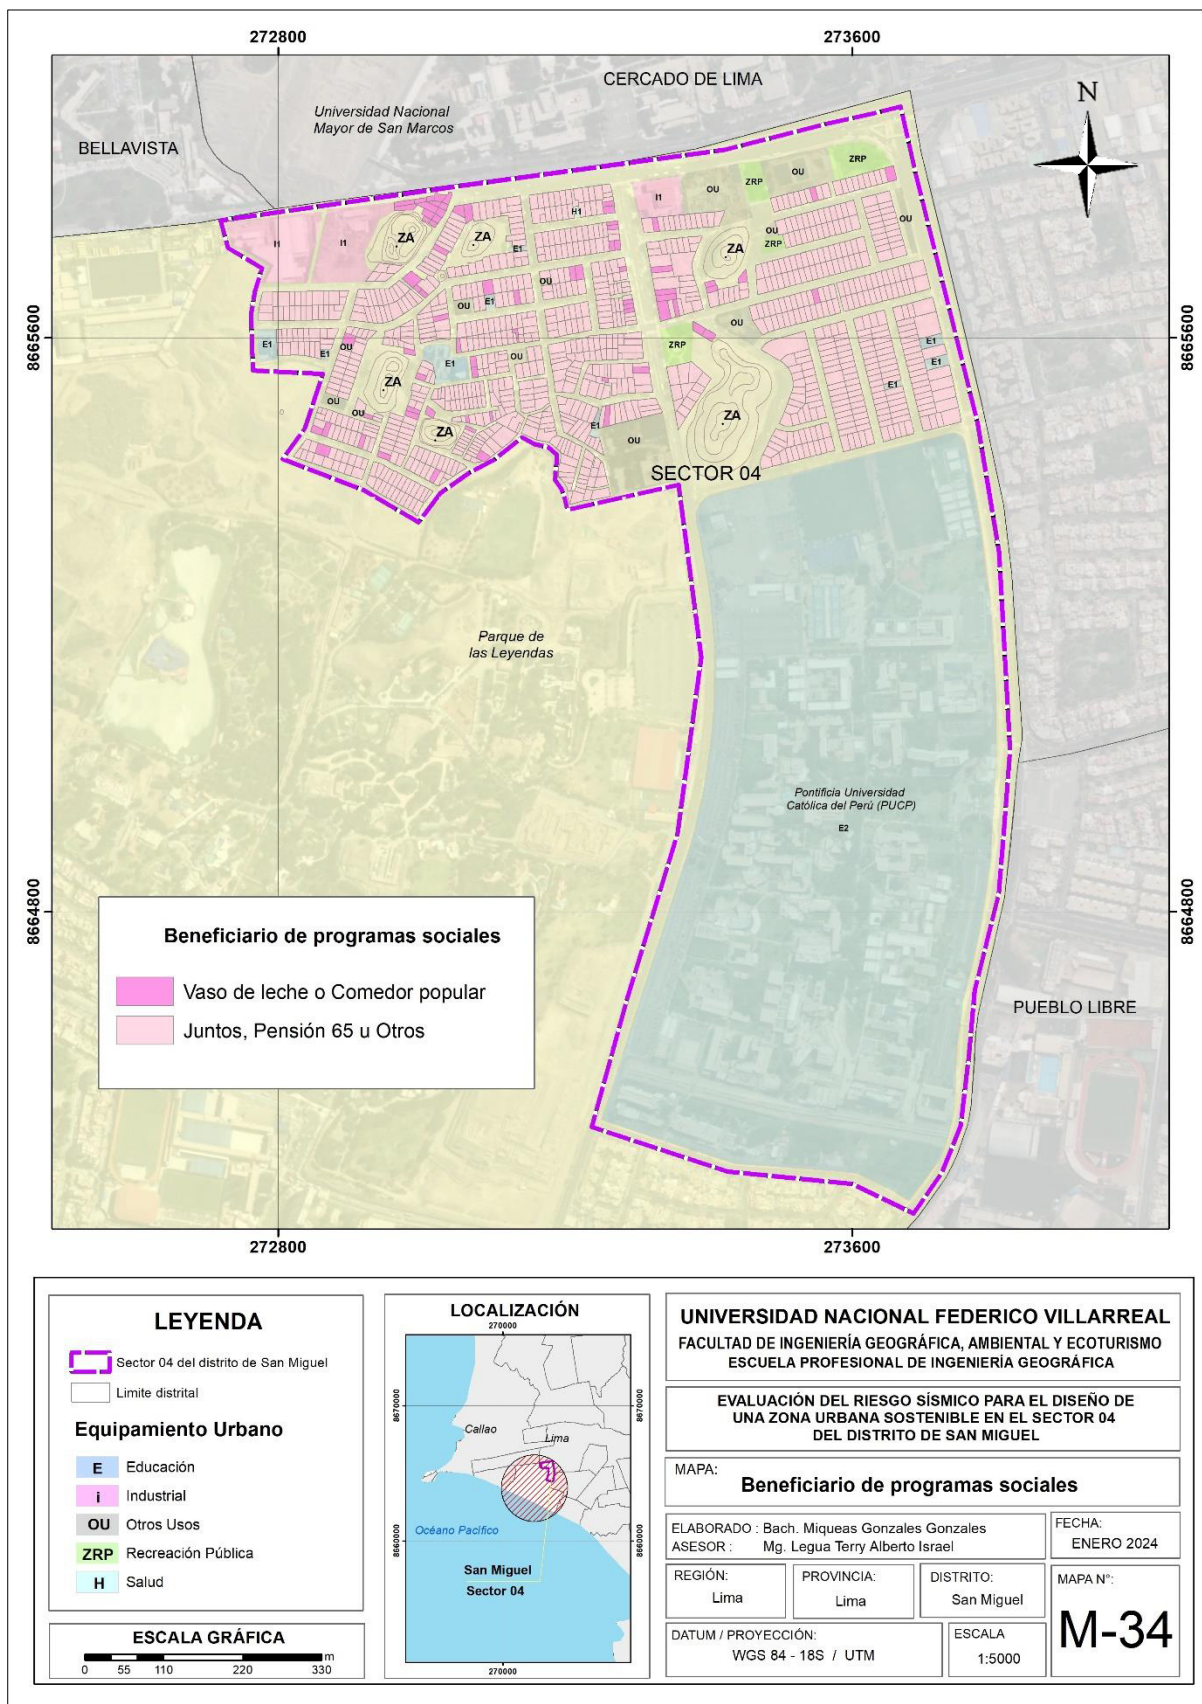 272800
273600
CERCADO DE LIMA
Universidad Nacional
Mayor de San Marcos
BELLAVISTA
N
ZRP
OU
OU
ZRP
I1
H1
OU
OU
ZRP
ZA
ZA
ZA
I1
I1
E1
OU
OU
E1
OU
8665600
8665600
E1
E1
OU
E1
OU
OU
ZRP
E1
E1
ZA
E1
OU
OU
ZA
ZA
E1
OU
SECTOR 04
Parque de
las Leyendas
Pontificia Universidad
Católica del Perú (PUCP)
E2
8664800
8664800
Beneficiario de programas sociales
Vaso de leche o Comedor popular
Juntos, Pensión 65 u Otros
PUEBLO LIBRE
272800
273600
LEYENDA
Sector 04 del distrito de San Miguel
Limite distrital
Equipamiento Urbano
E Educación
i Industrial
OU Otros Usos
ZRP Recreación Pública
H Salud
ESCALA GRÁFICA
m
0 55 110 220 330
LOCALIZACIÓN
270000
8670000
8670000
Callao
Lima
Océano Pacífico
8660000
8660000
San Miguel
Sector 04
270000
UNIVERSIDAD NACIONAL FEDERICO VILLARREAL
FACULTAD DE INGENIERÍA GEOGRÁFICA, AMBIENTAL Y ECOTURISMO
ESCUELA PROFESIONAL DE INGENIERÍA GEOGRÁFICA
EVALUACIÓN DEL RIESGO SÍSMICO PARA EL DISEÑO DE
UNA ZONA URBANA SOSTENIBLE EN EL SECTOR 04
DEL DISTRITO DE SAN MIGUEL
MAPA:
Beneficiario de programas sociales
ELABORADO : Bach. Miqueas Gonzales Gonzales
ASESOR : Mg. Legua Terry Alberto Israel
FECHA:
ENERO 2024
REGIÓN:
Lima
PROVINCIA:
Lima
DISTRITO:
San Miguel
MAPA N°:
M-34
DATUM / PROYECCIÓN:
WGS 84 - 18S / UTM
ESCALA
1:5000